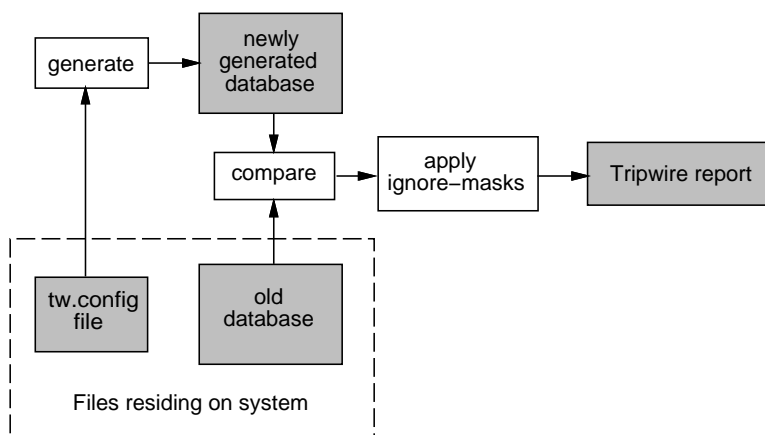 newly
generated
database
generate
compare
apply
ignore−masks
Tripwire report
tw.config
file
old
database
Files residing on system